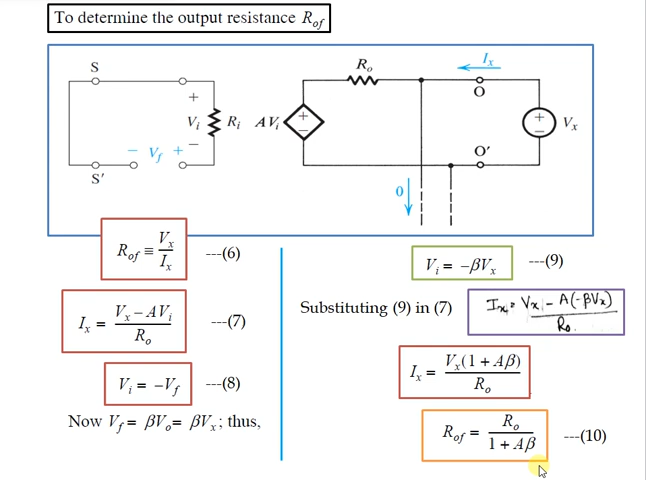 To determine the output resistance R_of
S
+
V_i
−
R_i
− V_f +
S'
AV_i
+
−
R_o
I_x
O
O'
+
−
V_x
0
R_of ≡ V_x / I_x ---(6)
I_x = (V_x − AV_i) / R_o ---(7)
V_i = −V_f ---(8)
Now V_f = βV_o = βV_x ; thus,
V_i = −βV_x ---(9)
Substituting (9) in (7)
I_x = (V_x − A(−βV_x)) / R_o
I_x = V_x(1 + Aβ) / R_o
R_of = R_o / (1 + Aβ) ---(10)